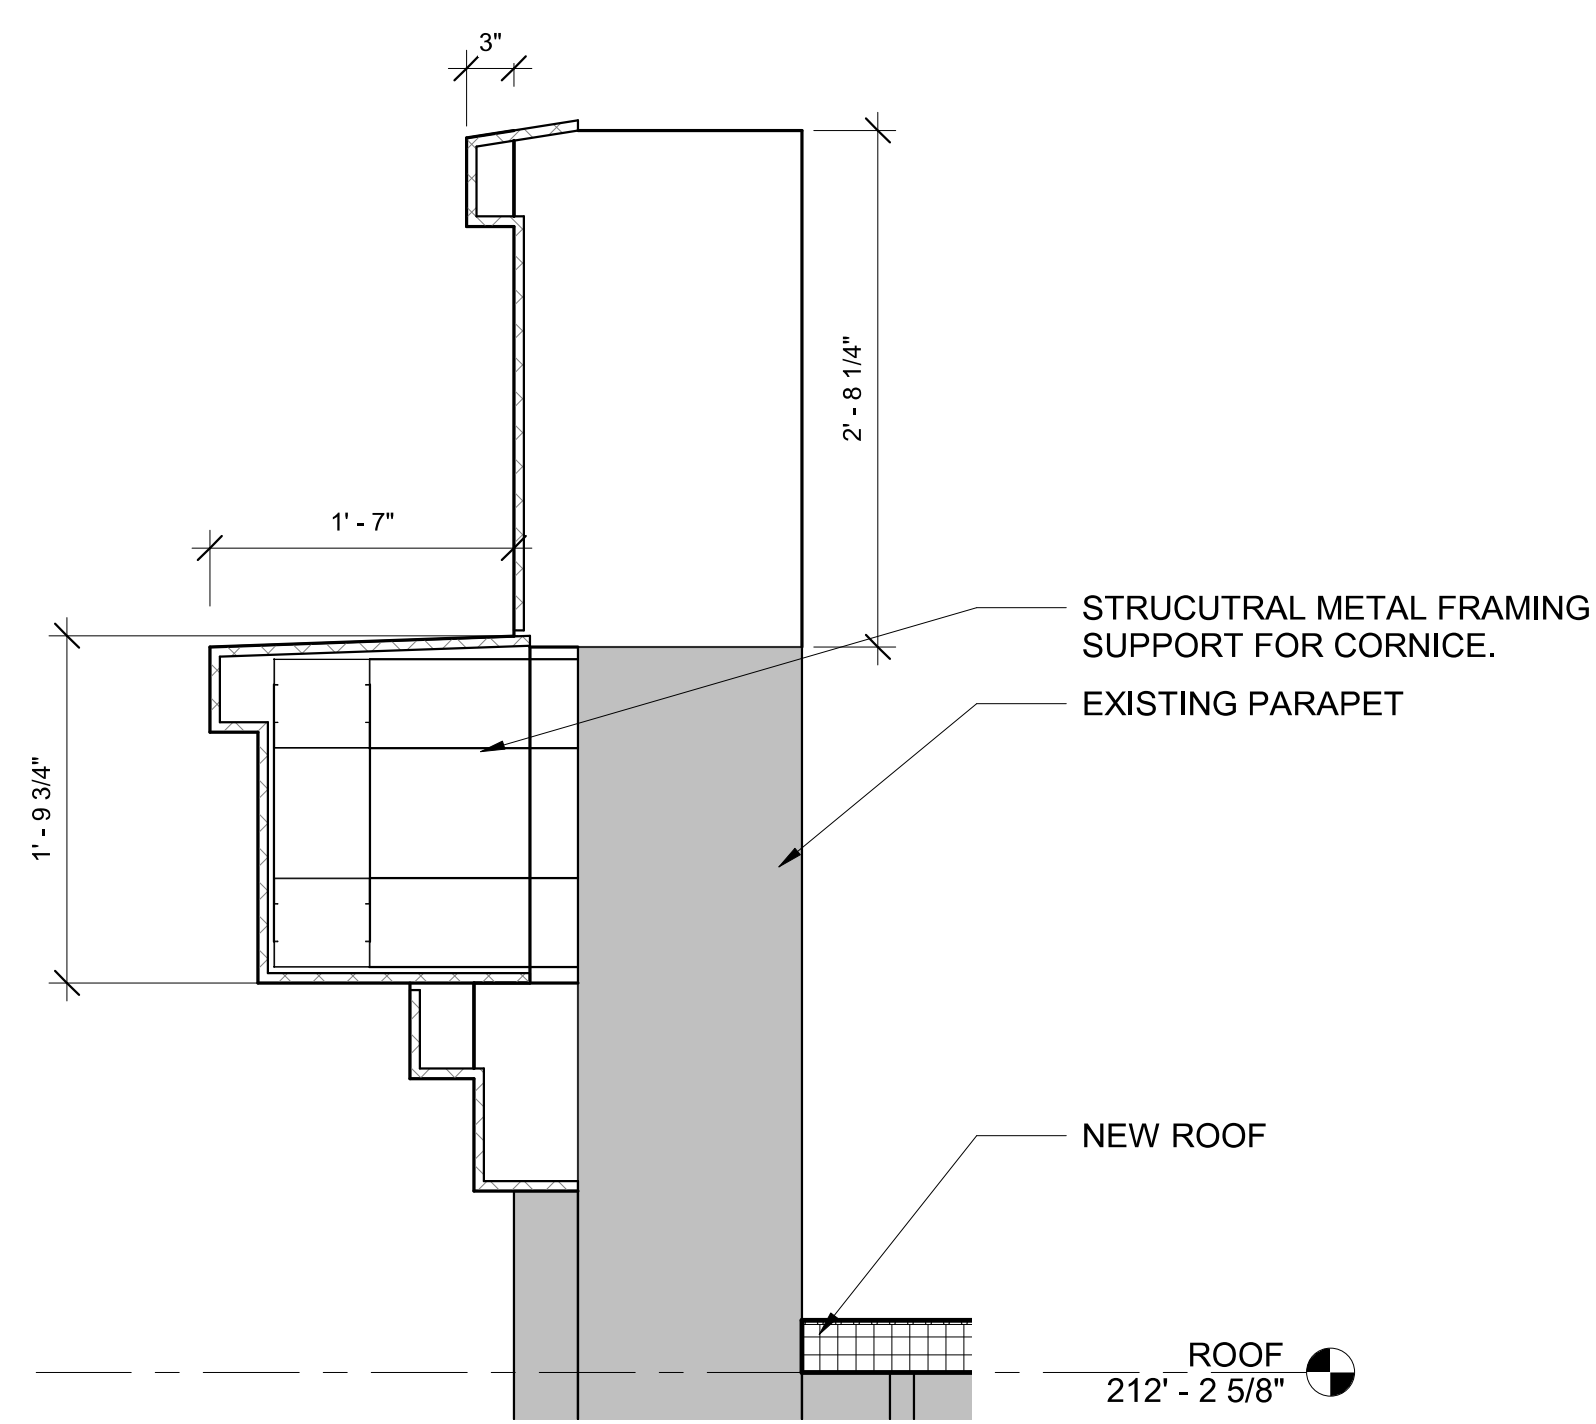 3"
2' - 8 1/4"
1' - 7"
STRUCUTRAL METAL FRAMING
SUPPORT FOR CORNICE.
EXISTING PARAPET
1' - 9 3/4"
NEW ROOF
ROOF
212' - 2 5/8"